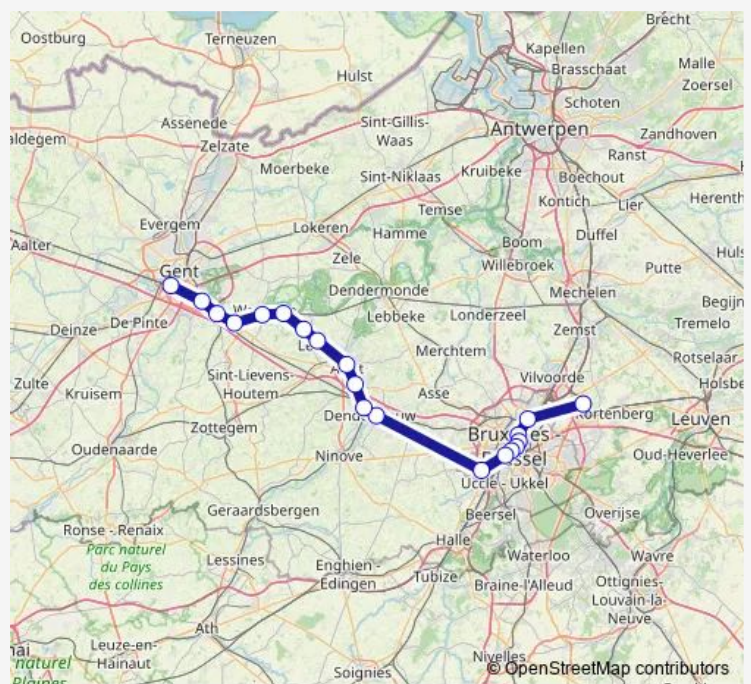 Oostburg
Terneuzen
Brecht
Kapellen
Malle
Hulst
Brasschaat
Zoersel
Schoten
Assenede
Sint-Gillis-
Waas
Antwerpen
Zandhoven
aldegem
Zelzate
Ranst
Moerbeke
Sint-Niklaas
Kruibeke
Boechout
Temse
Kontich
Lier
Herenth
Evergem
Lokeren
Hamme
Duffel
Aalter
Boom
Zele
Willebroek
Putte
Huls
Gent
Dendermonde
Mechelen
Begijn
De Pinte
Lebbeke
Londerzeel
Tremelo
Deinze
Zemst
Merchtem
Rotselaar
Sint-Lievens-
Houtem
Vilvoorde
Zulte
Kruisem
Asse
Holsbe
Kortenberg
Leuven
Zottegem
Oudenaarde
Ninove
Oud-Heverlee
Uccle - Ukkel
Geraardsbergen
Beersel
Overijse
Ronse - Renaix
Halle
Parc naturel
du Pays
des collines
Lessines
Enghien -
Edingen
Tubize
Waterloo
Wavre
Braine-l'Alleud
Ottignies-
Louvain-la-
Neuve
Ath
Leuze-en-
Hainaut
nai
naturel
Plaines
Soignies
Nivelles
© OpenStreetMap contributors